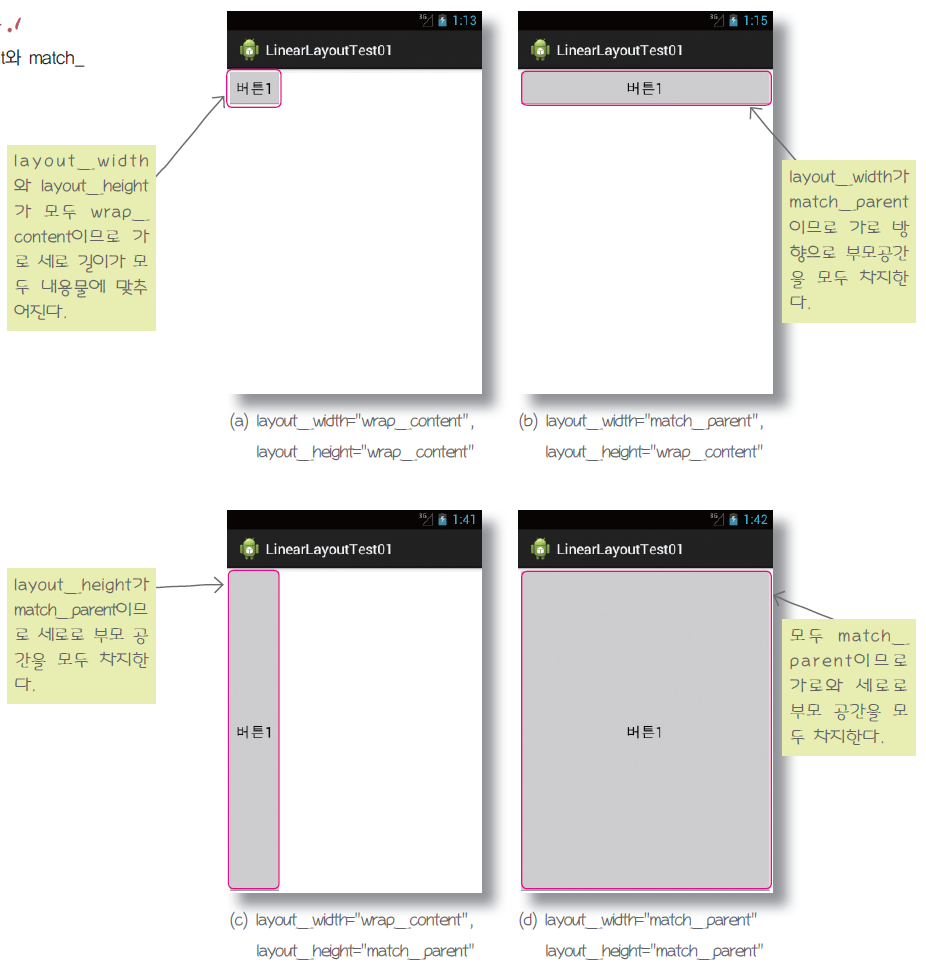 t와 match_
1:13
LinearLayoutTest01
버튼1
layout_width
와 layout_height
가 모두 wrap_
content이므로 가
로 세로 길이가 모
두 내용물에 맞추
어진다.
(a) layout_width="wrap_content",
layout_height="wrap_content"
1:15
LinearLayoutTest01
버튼1
layout_width가
match_parent
이므로 가로 방
향으로 부모공간
을 모두 차지한
다.
(b) layout_width="match_parent",
layout_height="wrap_content"
1:41
LinearLayoutTest01
버튼1
layout_height가
match_parent이므
로 세로로 부모 공
간을 모두 차지한
다.
(c) layout_width="wrap_content",
layout_height="match_parent"
1:42
LinearLayoutTest01
버튼1
모두 match_
parent이므로
가로와 세로로
부모 공간을 모
두 차지한다.
(d) layout_width="match_parent"
layout_height="match_parent"